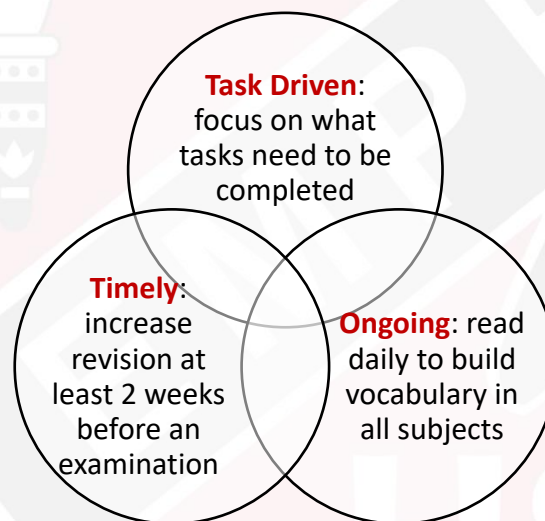 Task Driven:
focus on what
tasks need to be
completed
Timely:
increase
revision at
least 2 weeks
before an
examination
Ongoing: read
daily to build
vocabulary in
all subjects